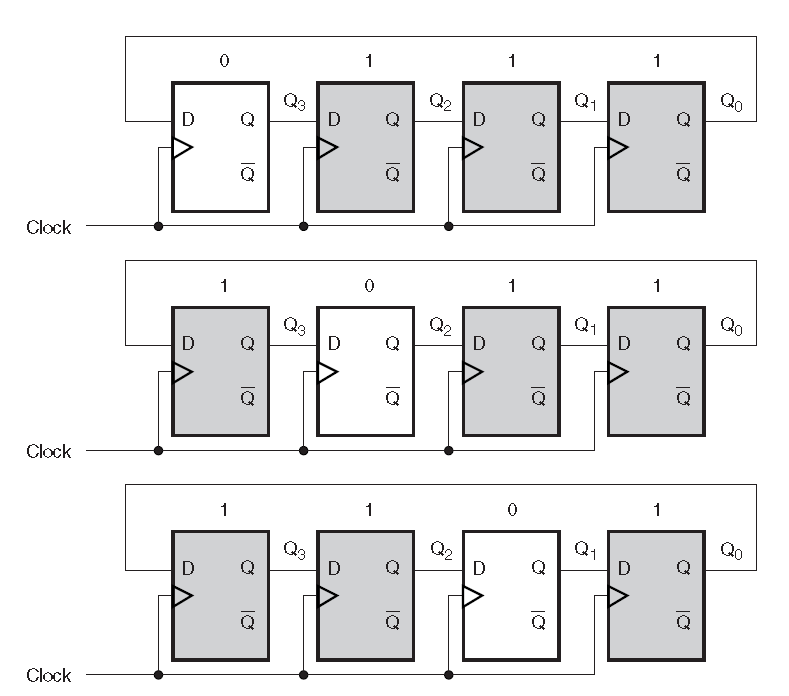 0 1 1 1
Q3 Q2 Q1 Q0
D Q D Q D Q D Q
Q̅ Q̅ Q̅ Q̅
Clock
1 0 1 1
Q3 Q2 Q1 Q0
D Q D Q D Q D Q
Q̅ Q̅ Q̅ Q̅
Clock
1 1 0 1
Q3 Q2 Q1 Q0
D Q D Q D Q D Q
Q̅ Q̅ Q̅ Q̅
Clock